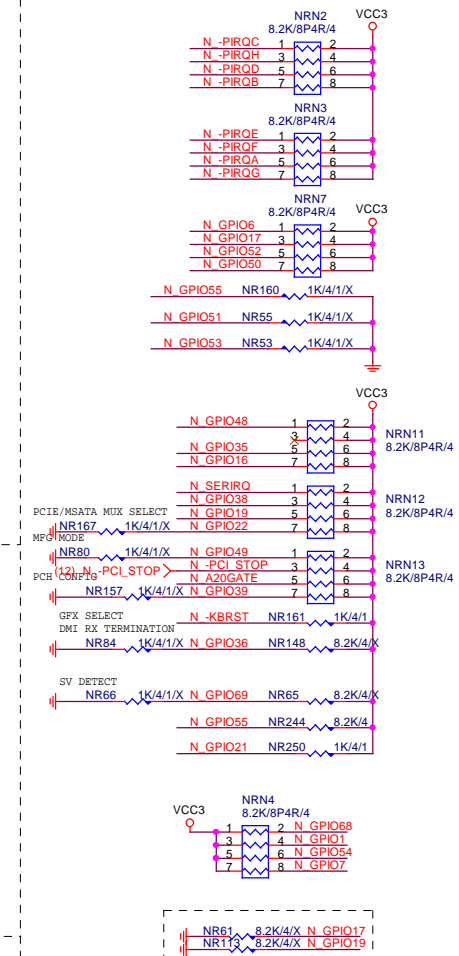 NRN2 VCC3
8.2K/8P4R/4
N_-PIRQC 1 2
N_-PIRQH 3 4
N_-PIRQD 5 6
N_-PIRQB 7 8
NRN3
8.2K/8P4R/4
N_-PIRQE 1 2
N_-PIRQF 3 4
N_-PIRQA 5 6
N_-PIRQG 7 8
NRN7
8.2K/8P4R/4 VCC3
N_GPIO6 1 2
N_GPIO17 3 4
N_GPIO52 5 6
N_GPIO50 7 8
N_GPIO55 NR160 1K/4/1/X
N_GPIO51 NR55 1K/4/1/X
N_GPIO53 NR53 1K/4/1/X
VCC3
N_GPIO48 1 2
3 4 NRN11
N_GPIO35 5 6 8.2K/8P4R/4
N_GPIO16 7 8
N_SERIRQ 1 2
N_GPIO38 3 4 NRN12
N_GPIO19 5 6 8.2K/8P4R/4
PCIE/MSATA MUX SELECT
NR167 1K/4/1/X N_GPIO22 7 8
MFG MODE
NR80 1K/4/1/X N_GPIO49 1 2
(12) N_-PCI_STOP N_-PCI_STOP 3 4 NRN13
PCH CONFIG N_A20GATE 5 6 8.2K/8P4R/4
NR157 1K/4/1/X N_GPIO39 7 8
GFX SELECT N_-KBRST NR161 1K/4/1
DMI RX TERMINATION
NR84 1K/4/1/X N_GPIO36 NR148 8.2K/4/X
SV DETECT
NR66 1K/4/1/X N_GPIO69 NR65 8.2K/4/X
N_GPIO55 NR244 8.2K/4
N_GPIO21 NR250 1K/4/1
NRN4
VCC3 8.2K/8P4R/4
1 2 N_GPIO68
3 4 N_GPIO1
5 6 N_GPIO54
7 8 N_GPIO7
NR61 8.2K/4/X N_GPIO17
NR113 8.2K/4/X N_GPIO19